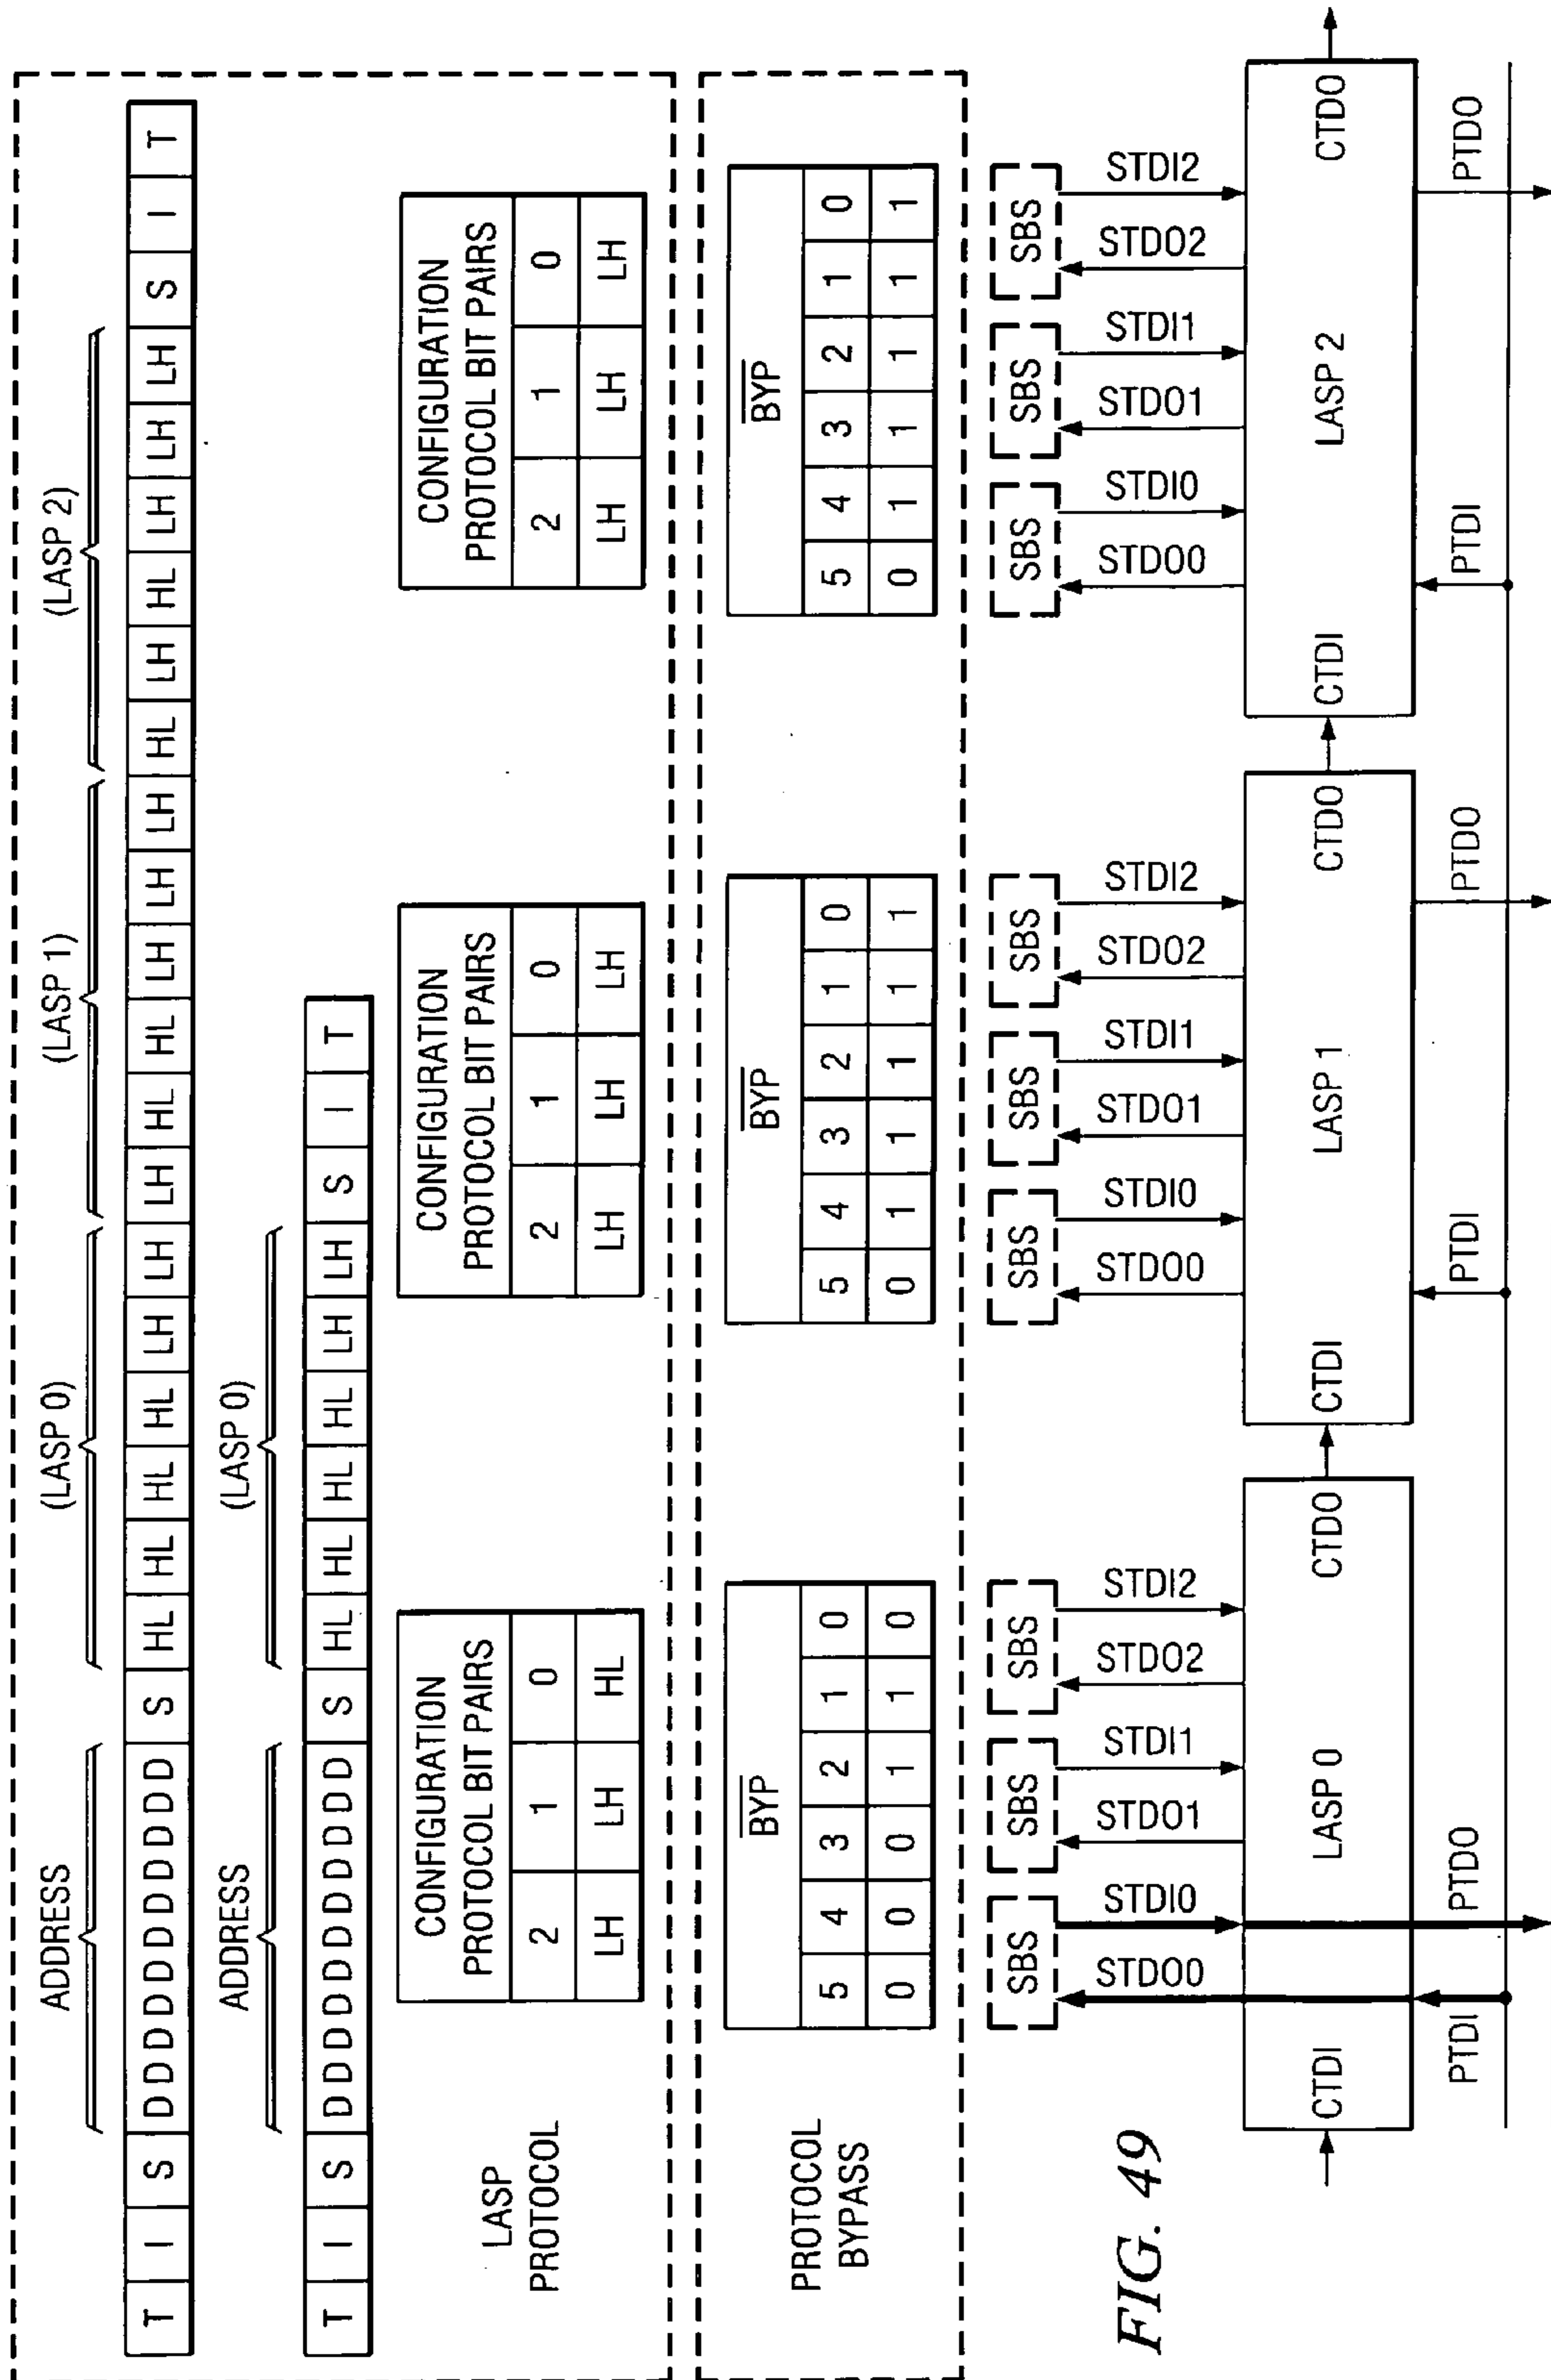 ADDRESS (LASP 0) (LASP 1) (LASP 2)
T I S DDDDDDDDDD S HL HL HL HL LH LH LH HL HL LH LH LH HL LH HL LH LH LH S I T
ADDRESS (LASP 0)
T I S DDDDDDDDDD S HL HL HL HL LH LH S I T
LASP
PROTOCOL
CONFIGURATION
PROTOCOL BIT PAIRS
2 1 0
LH LH HL
CONFIGURATION
PROTOCOL BIT PAIRS
2 1 0
LH LH LH
CONFIGURATION
PROTOCOL BIT PAIRS
2 1 0
LH LH LH
PROTOCOL
BYPASS
BYP
5 4 3 2 1 0
0 0 0 1 1 0
BYP
5 4 3 2 1 0
0 1 1 1 1 1
BYP
5 4 3 2 1 0
0 1 1 1 1 1
SBS SBS SBS SBS SBS SBS SBS SBS SBS
STDO0 STDI0 STDO1 STDI1 STDO2 STDI2
STDO0 STDI0 STDO1 STDI1 STDO2 STDI2
STDO0 STDI0 STDO1 STDI1 STDO2 STDI2
FIG. 49
CTDI LASP 0 CTDO
CTDI LASP 1 CTDO
CTDI LASP 2 CTDO
PTDI PTDO PTDI PTDO PTDI PTDO